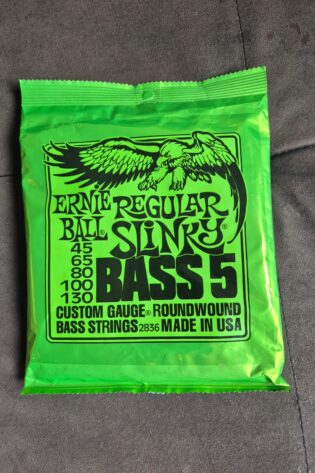 ERNIE BALL®
REGULAR SLINKY®
45
65
80
100
130
BASS 5
CUSTOM GAUGE® ROUNDWOUND
BASS STRINGS 2836 MADE IN USA